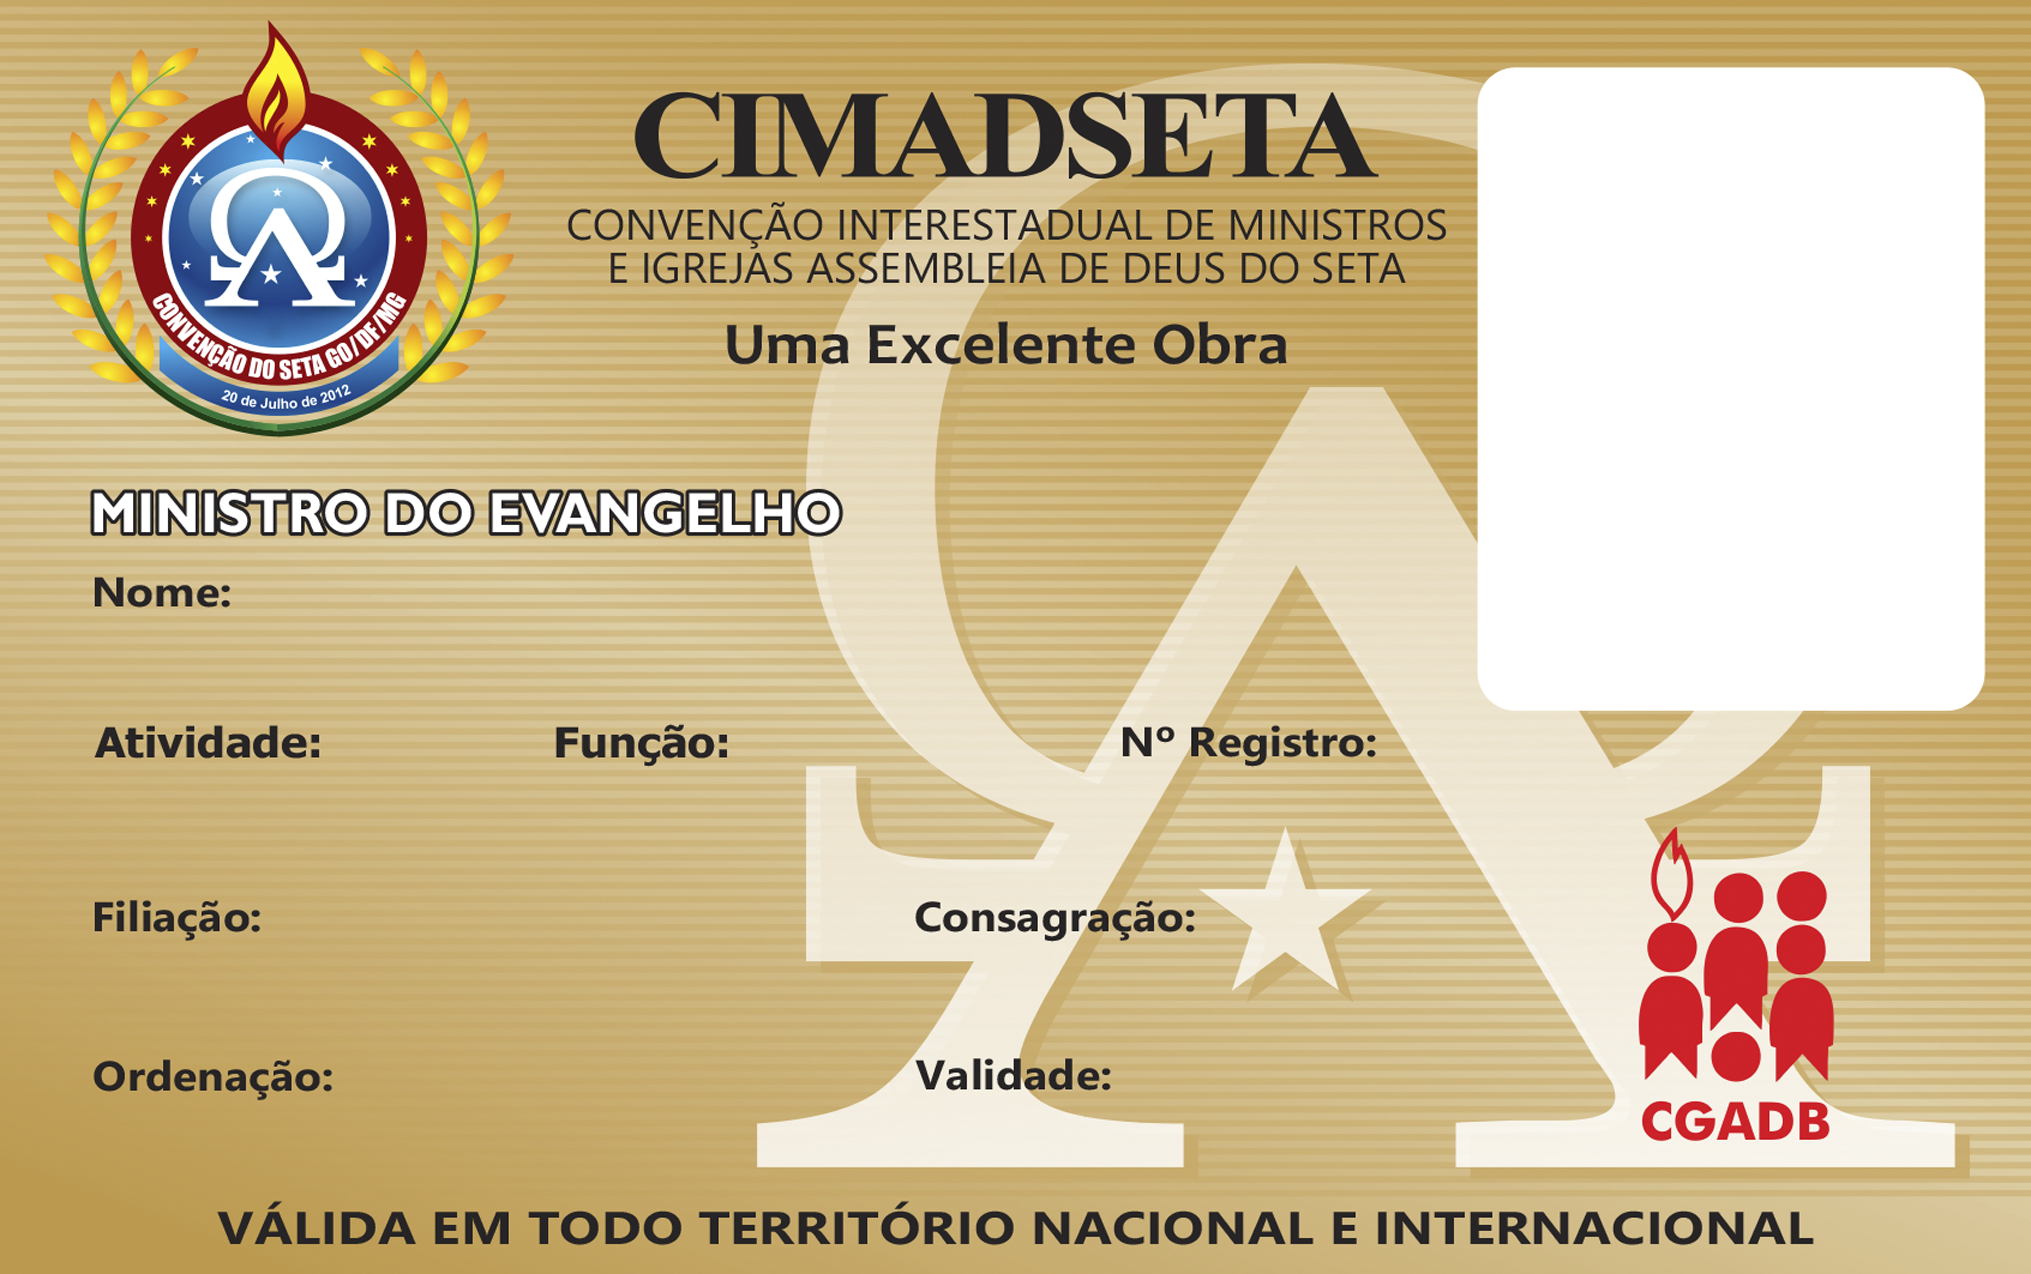 CIMADSETA
CONVENÇÃO INTERESTADUAL DE MINISTROS
E IGREJAS ASSEMBLEIA DE DEUS DO SETA
Uma Excelente Obra
ΩA
CONVENÇÃO DO SETA GO/DF/MG
20 de Julho de 2012
MINISTRO DO EVANGELHO
Nome:
Atividade: Função: Nº Registro:
Filiação: Consagração:
Ordenação: Validade:
CGADB
VÁLIDA EM TODO TERRITÓRIO NACIONAL E INTERNACIONAL